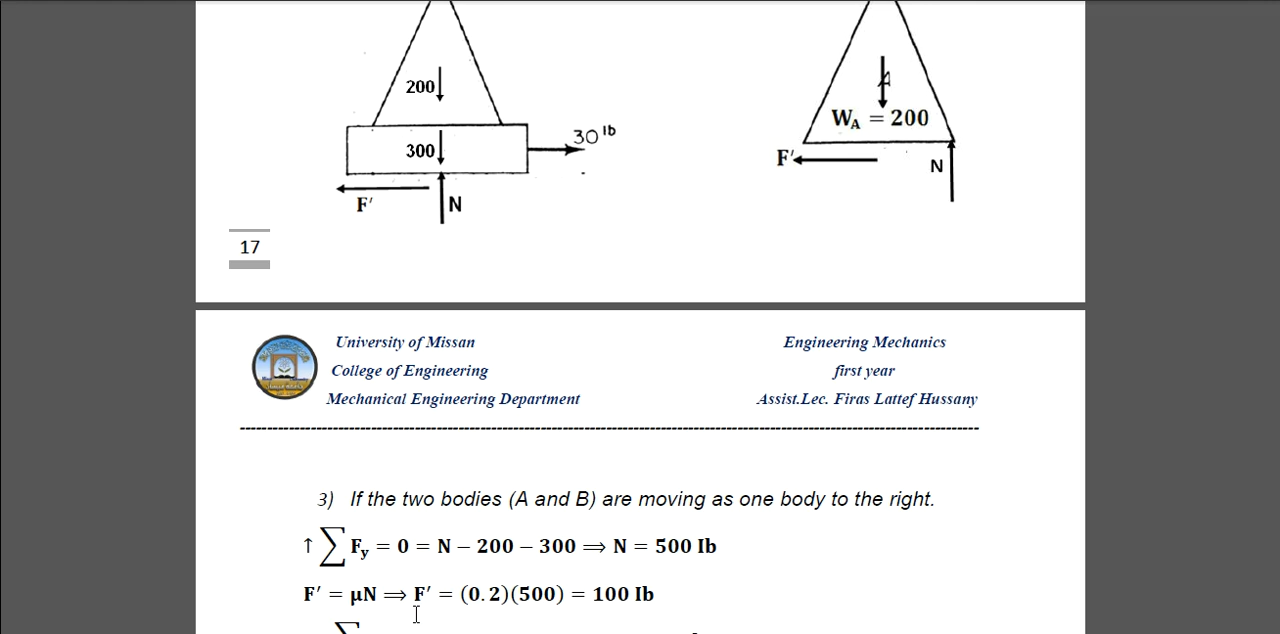 200
300
30 lb
F′
N
W_A = 200
F′
N
17
University of Missan
College of Engineering
Mechanical Engineering Department
Engineering Mechanics
first year
Assist.Lec. Firas Lattef Hussany
3) If the two bodies (A and B) are moving as one body to the right.
↑ ∑ F_y = 0 = N − 200 − 300 ⟹ N = 500 Ib
F′ = μN ⟹ F′ = (0.2)(500) = 100 Ib